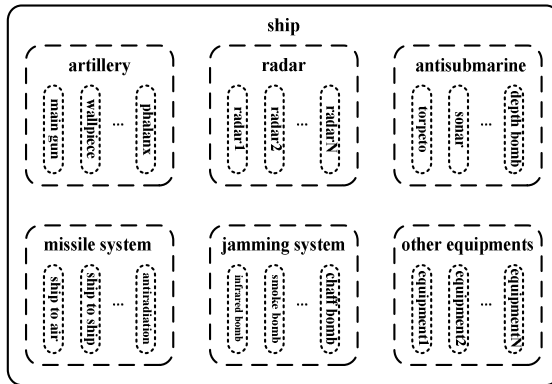 ship
artillery
main gun
wallpiece
...
phalanx
radar
radar1
radar2
...
radarN
antisubmarine
torpeto
sonar
...
depth bomb
missile system
ship to air
ship to ship
...
antiradiation
jamming system
infrared bomb
smoke bomb
...
chaff bomb
other equipments
equipment1
equipment2
...
equipmentN